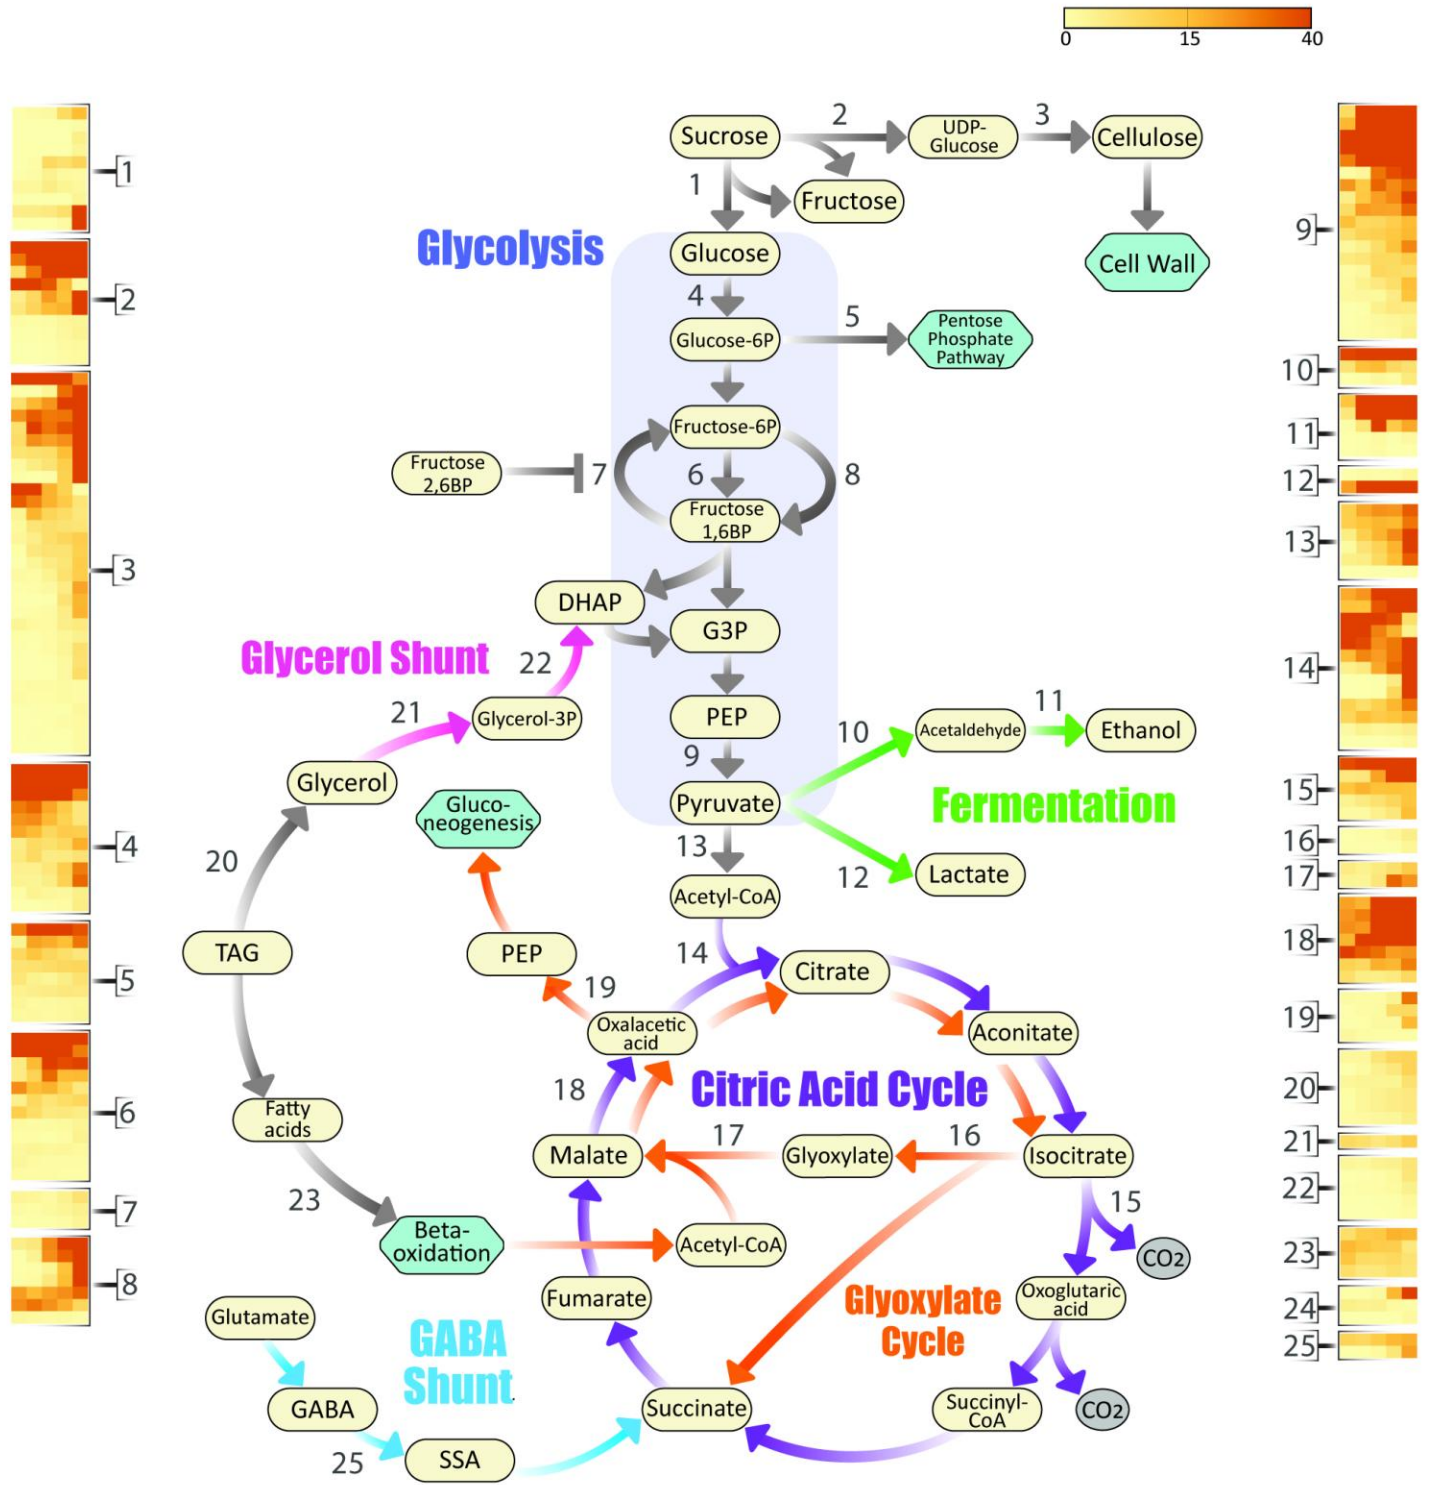 0 15 40
Sucrose
2
UDP-
Glucose
3
Cellulose
1
Fructose
Cell Wall
Glycolysis
Glucose
4
Glucose-6P
5
Pentose
Phosphate
Pathway
Fructose-6P
Fructose
2,6BP
7
6
8
Fructose
1,6BP
DHAP
G3P
Glycerol Shunt
22
21
Glycerol-3P
PEP
9
10
Acetaldehyde
11
Ethanol
Glycerol
Gluco-
neogenesis
Pyruvate
Fermentation
13
12
Lactate
20
Acetyl-CoA
TAG
PEP
14
Citrate
19
Oxalacetic
acid
Aconitate
18
Citric Acid Cycle
Fatty
acids
Malate
17
Glyoxylate
16
Isocitrate
23
15
Beta-
oxidation
Acetyl-CoA
CO2
Fumarate
Glyoxylate
Cycle
Oxoglutaric
acid
Glutamate
GABA
Shunt
GABA
Succinate
Succinyl-
CoA
CO2
25
SSA
1
2
3
4
5
6
7
8
9
10
11
12
13
14
15
16
17
18
19
20
21
22
23
24
25